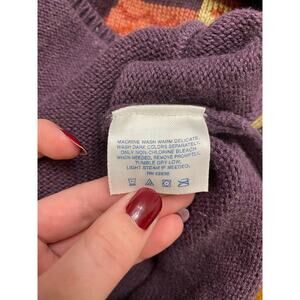 MACHINE WASH WARM, DELICATE.
WASH DARK COLORS SEPARATELY.
ONLY NON-CHLORINE BLEACH
WHEN NEEDED. REMOVE PROMPTLY.
TUMBLE DRY LOW.
LIGHT STEAM IF NEEDED.